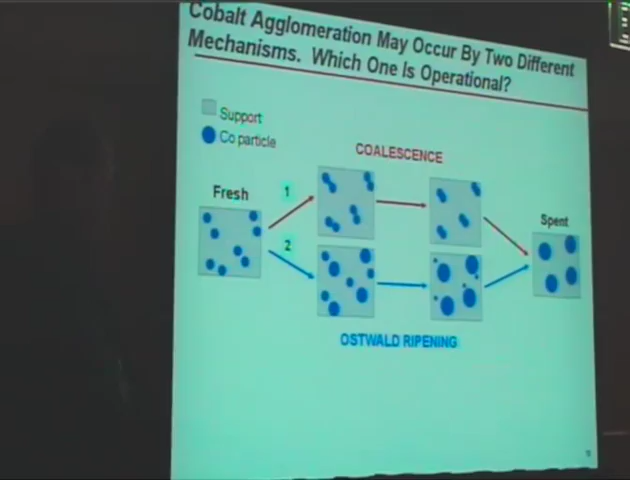 Cobalt Agglomeration May Occur By Two Different
Mechanisms. Which One Is Operational?
Support
Co particle
COALESCENCE
Fresh
1
2
Spent
OSTWALD RIPENING